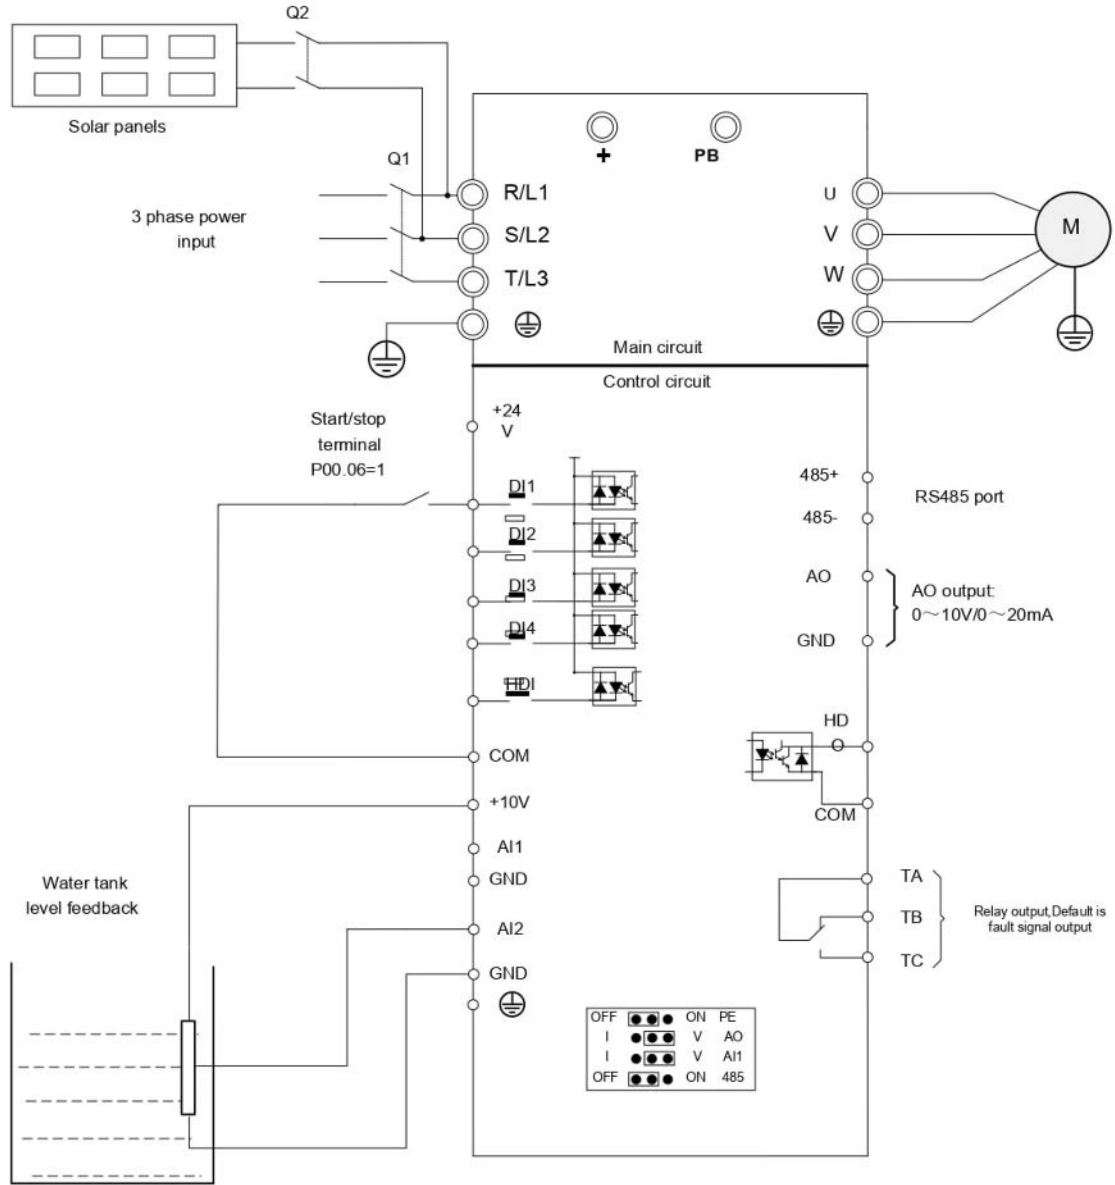 Q2
Solar panels
Q1
3 phase power
input
+
PB
R/L1
S/L2
T/L3
U
V
W
M
Main circuit
Control circuit
Start/stop
terminal
P00.06=1
+24
V
DI1
DI2
DI3
DI4
HDI
COM
+10V
AI1
GND
AI2
GND
Water tank
level feedback
485+
485-
RS485 port
AO
GND
AO output:
0～10V/0～20mA
HD
O
COM
TA
TB
TC
Relay output,Default is
fault signal output
OFF ON PE
I V AO
I V AI1
OFF ON 485